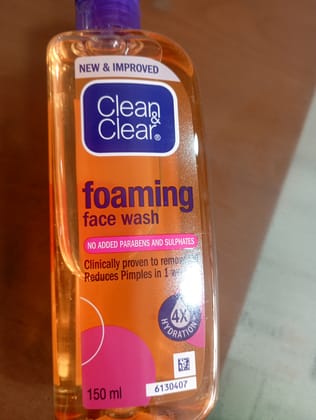 NEW & IMPROVED
Clean &
Clear®
foaming
face wash
NO ADDED PARABENS AND SULPHATES
Clinically proven to remove
Reduces Pimples in 1
4X
HYDRATION
150 ml
6130407